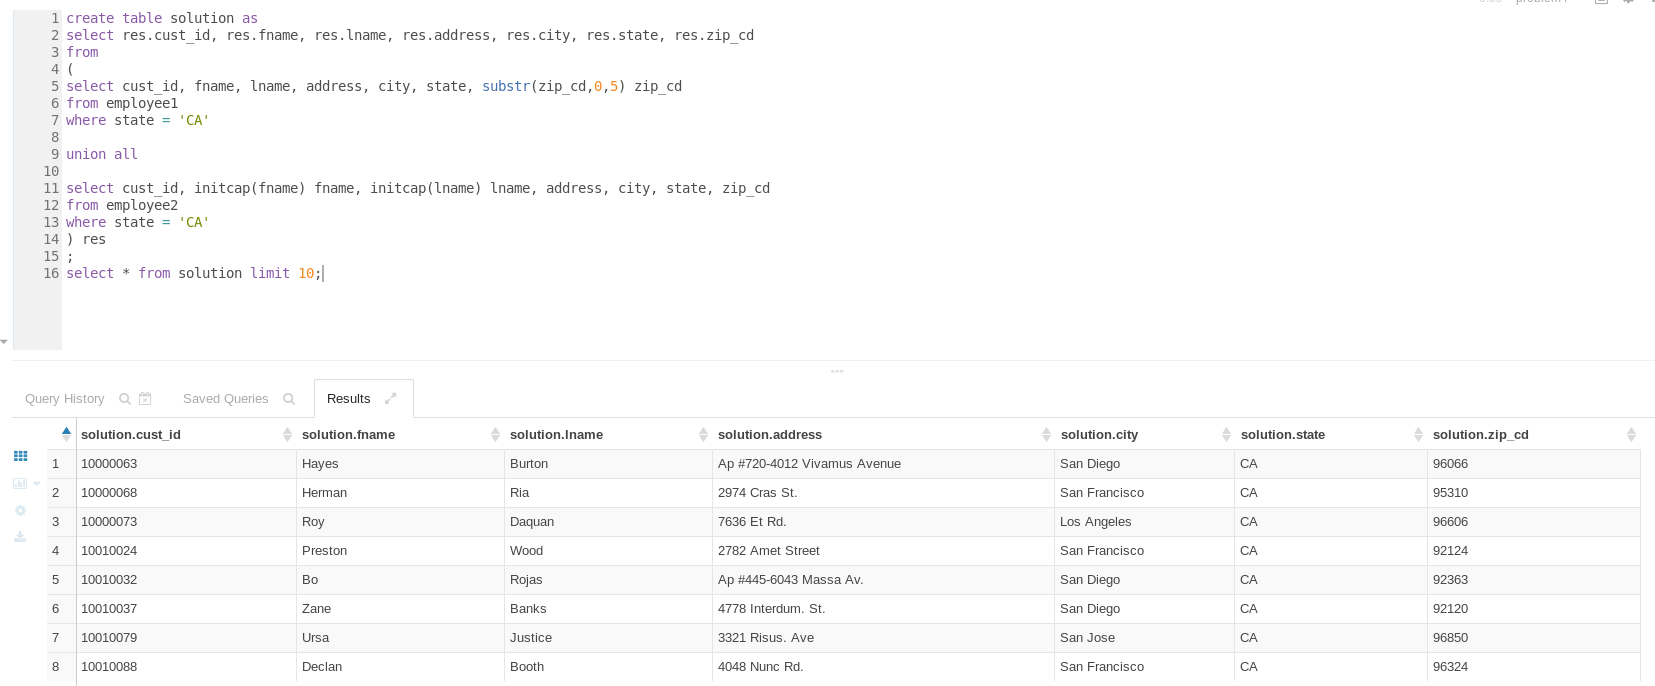 1 create table solution as
2 select res.cust_id, res.fname, res.lname, res.address, res.city, res.state, res.zip_cd
3 from
4 (
5 select cust_id, fname, lname, address, city, state, substr(zip_cd,0,5) zip_cd
6 from employee1
7 where state = 'CA'
8
9 union all
10
11 select cust_id, initcap(fname) fname, initcap(lname) lname, address, city, state, zip_cd
12 from employee2
13 where state = 'CA'
14 ) res
15 ;
16 select * from solution limit 10;
Query History Saved Queries Results
solution.cust_id solution.fname solution.lname solution.address solution.city solution.state solution.zip_cd
1 10000063 Hayes Burton Ap #720-4012 Vivamus Avenue San Diego CA 96066
2 10000068 Herman Ria 2974 Cras St. San Francisco CA 95310
3 10000073 Roy Daquan 7636 Et Rd. Los Angeles CA 96606
4 10010024 Preston Wood 2782 Amet Street San Francisco CA 92124
5 10010032 Bo Rojas Ap #445-6043 Massa Av. San Diego CA 92363
6 10010037 Zane Banks 4778 Interdum. St. San Diego CA 92120
7 10010079 Ursa Justice 3321 Risus. Ave San Jose CA 96850
8 10010088 Declan Booth 4048 Nunc Rd. San Francisco CA 96324